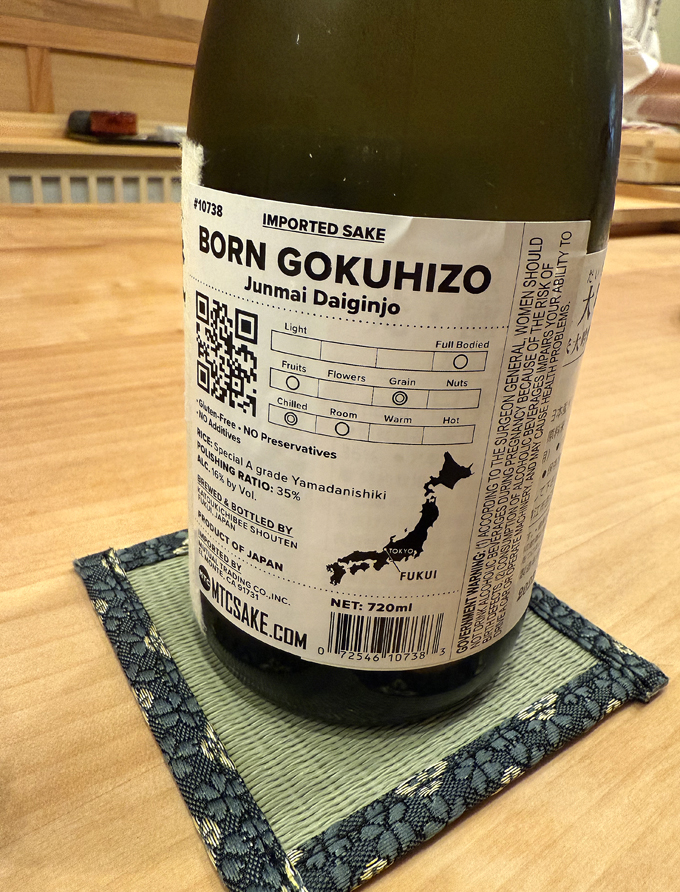 #10738
IMPORTED SAKE
BORN GOKUHIZO
Junmai Daiginjo
Light
Full Bodied
Fruits Flowers Grain Nuts
Chilled Room Warm Hot
• Gluten-Free • NO Preservatives
• NO Additives
RICE: Special A grade Yamadanishiki
POLISHING RATIO: 35%
ALC. 16% by Vol.
BREWED & BOTTLED BY
KATOUKICHIBEE SHOUTEN
FUKUI, JAPAN
PRODUCT OF JAPAN
IMPORTED BY
TRADING CO., INC.
MONTE, CA 91731
MTC MTCSAKE.COM
TOKYO
FUKUI
NET: 720ml
0 72546 10738 3
GOVERNMENT WARNING: (1) ACCORDING TO THE SURGEON GENERAL, WOMEN SHOULD
NOT DRINK ALCOHOLIC BEVERAGES DURING PREGNANCY BECAUSE OF THE RISK OF
BIRTH DEFECTS. (2) CONSUMPTION OF ALCOHOLIC BEVERAGES IMPAIRS YOUR ABILITY TO
DRIVE A CAR OR OPERATE MACHINERY, AND MAY CAUSE HEALTH PROBLEMS.